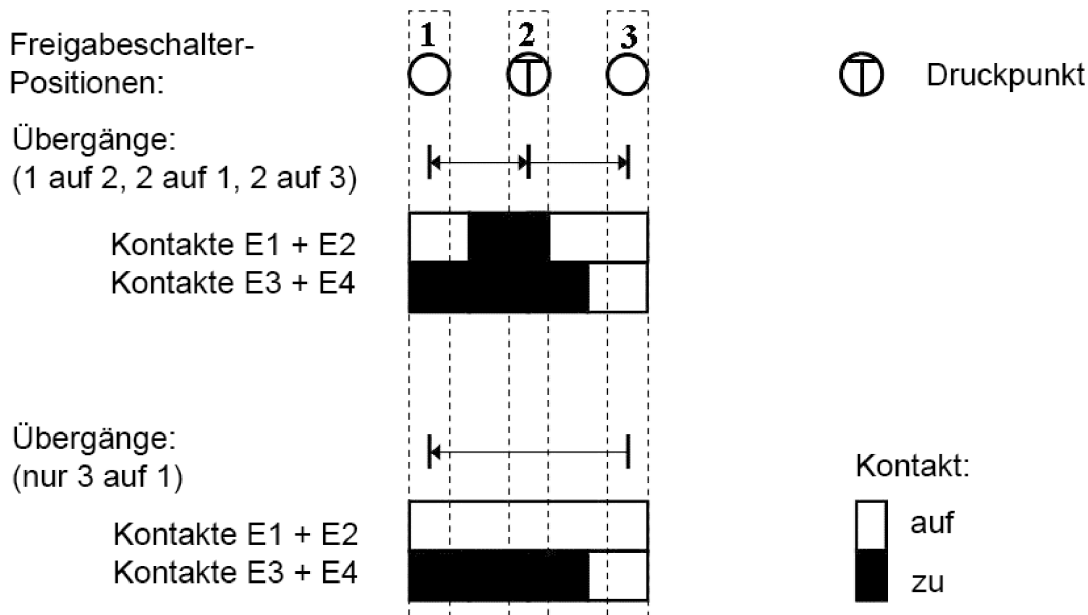 Freigabeschalter-
Positionen:
1 2 3
T Druckpunkt
Übergänge:
(1 auf 2, 2 auf 1, 2 auf 3)
Kontakte E1 + E2
Kontakte E3 + E4
Übergänge:
(nur 3 auf 1)
Kontakte E1 + E2
Kontakte E3 + E4
Kontakt:
auf
zu